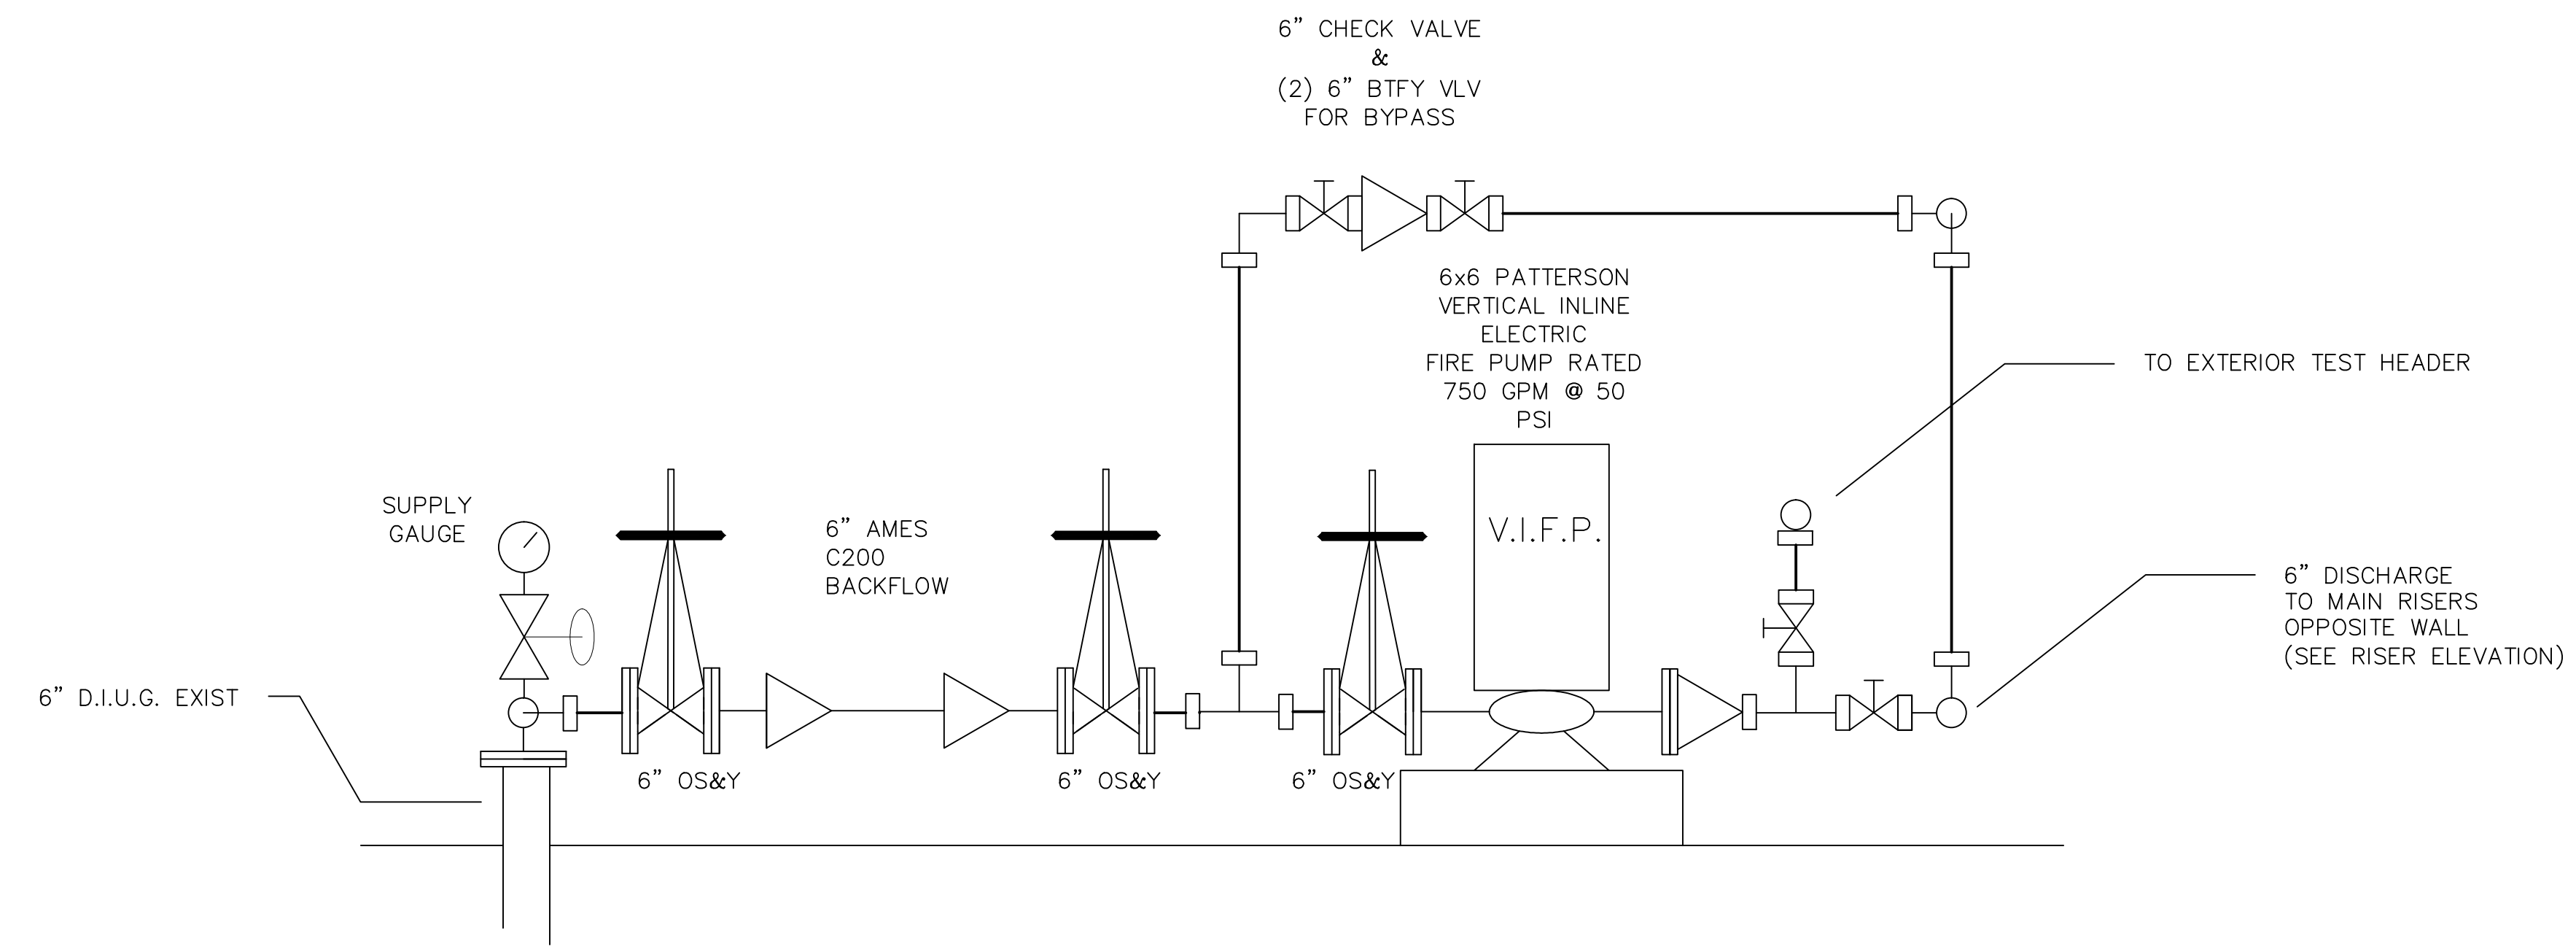 6” CHECK VALVE
&
(2) 6” BTFY VLV
FOR BYPASS
6x6 PATTERSON
VERTICAL INLINE
ELECTRIC
FIRE PUMP RATED
750 GPM @ 50
PSI
TO EXTERIOR TEST HEADER
SUPPLY
GAUGE
6” AMES
C200
BACKFLOW
V.I.F.P.
6” DISCHARGE
TO MAIN RISERS
OPPOSITE WALL
(SEE RISER ELEVATION)
6” D.I.U.G. EXIST
6” OS&Y
6” OS&Y
6” OS&Y